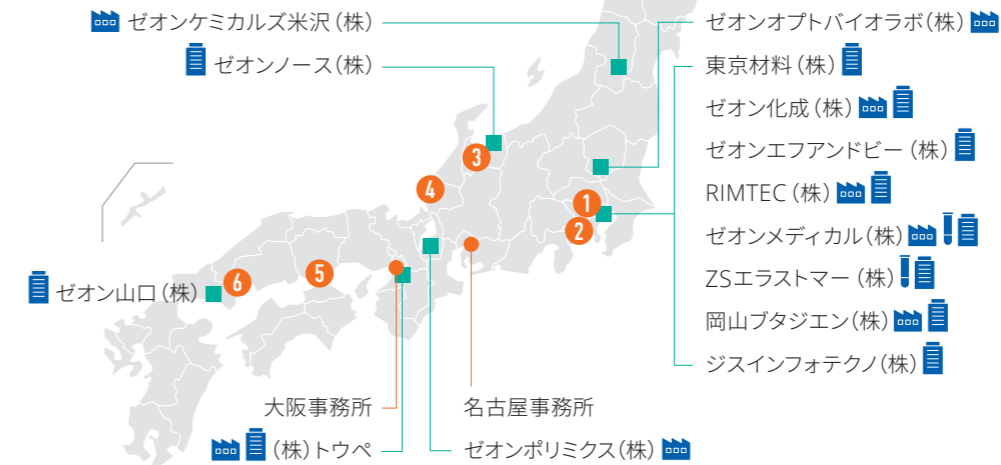 ゼオンケミカルズ米沢(株)
ゼオンノース(株)
ゼオンオプトバイオラボ(株)
東京材料(株)
ゼオン化成(株)
ゼオンエフアンドビー(株)
RIMTEC(株)
ゼオンメディカル(株)
ZSエラストマー(株)
岡山ブタジエン(株)
ジスインフォテクノ(株)
3
4
1
2
5
6
ゼオン山口(株)
大阪事務所
名古屋事務所
(株)トウペ
ゼオンポリミクス(株)